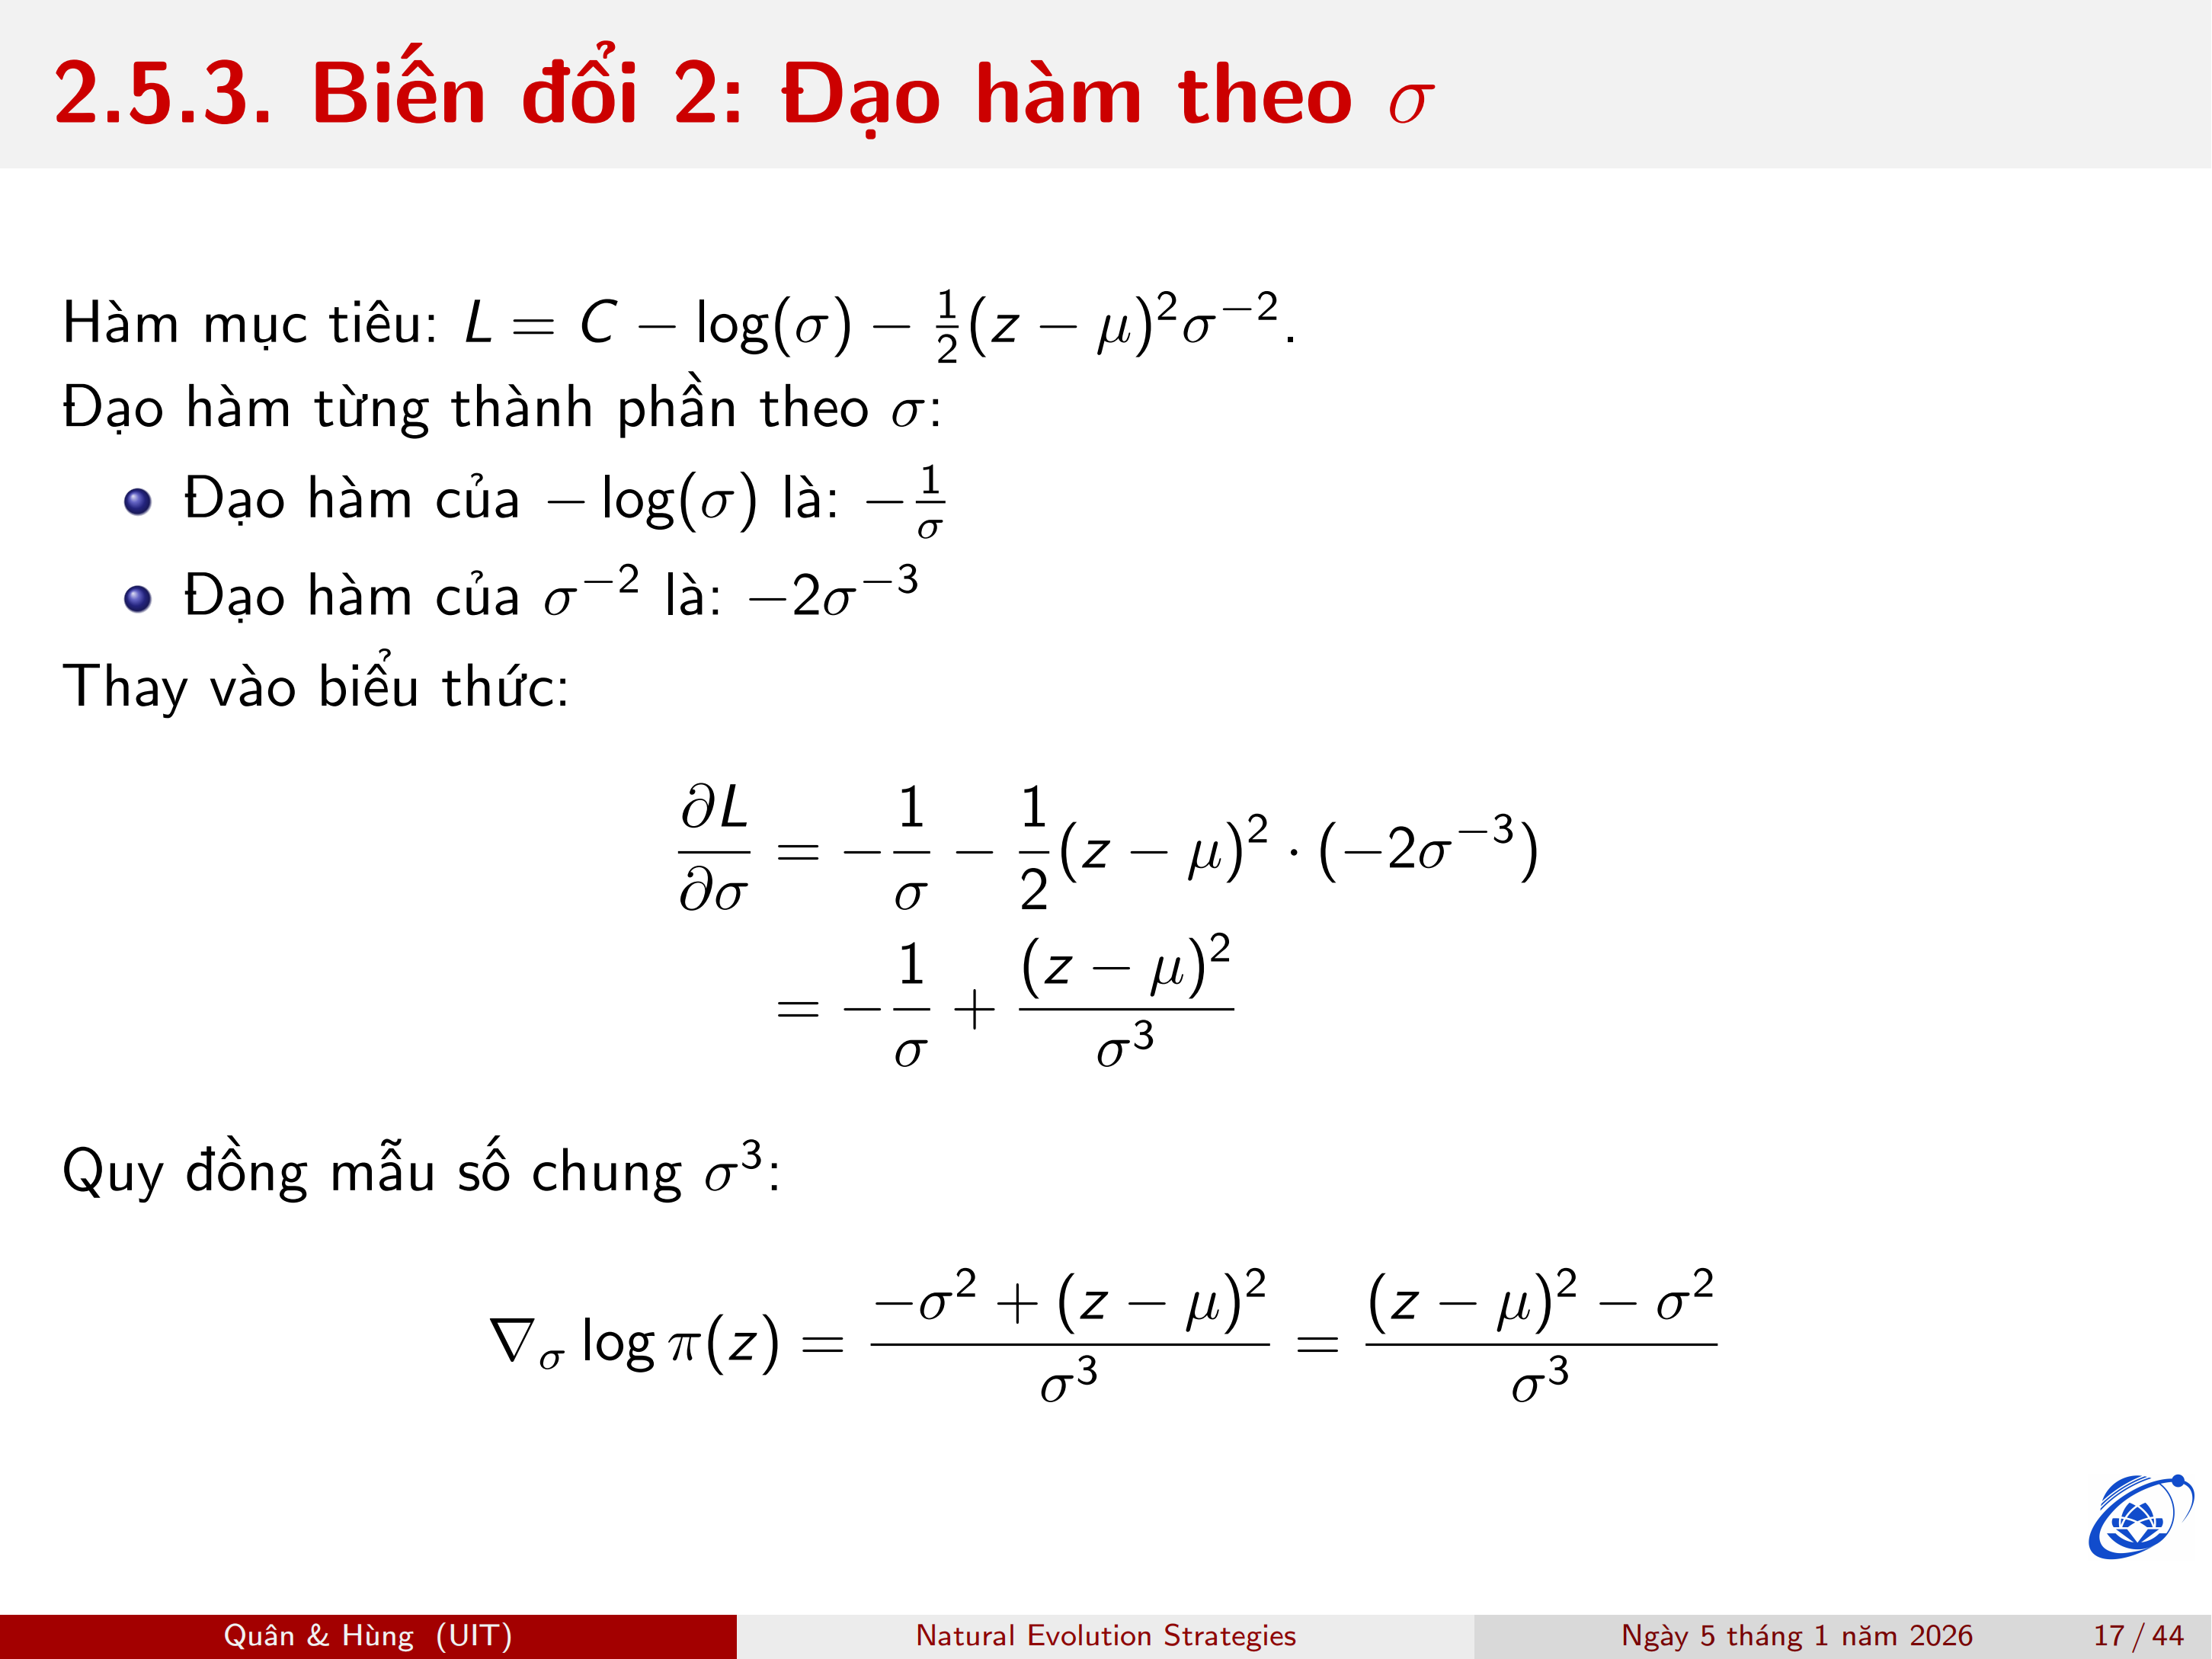 2.5.3. Biến đổi 2: Đạo hàm theo σ
Hàm mục tiêu: L = C − log(σ) − ½(z − μ)²σ⁻².
Đạo hàm từng thành phần theo σ:
Đạo hàm của − log(σ) là: −1/σ
Đạo hàm của σ⁻² là: −2σ⁻³
Thay vào biểu thức:
∂L/∂σ = −1/σ − 1/2(z − μ)² · (−2σ⁻³)
= −1/σ + (z − μ)²/σ³
Quy đồng mẫu số chung σ³:
∇σ log π(z) = (−σ² + (z − μ)²)/σ³ = ((z − μ)² − σ²)/σ³
Quân & Hùng (UIT) Natural Evolution Strategies Ngày 5 tháng 1 năm 2026 17 / 44